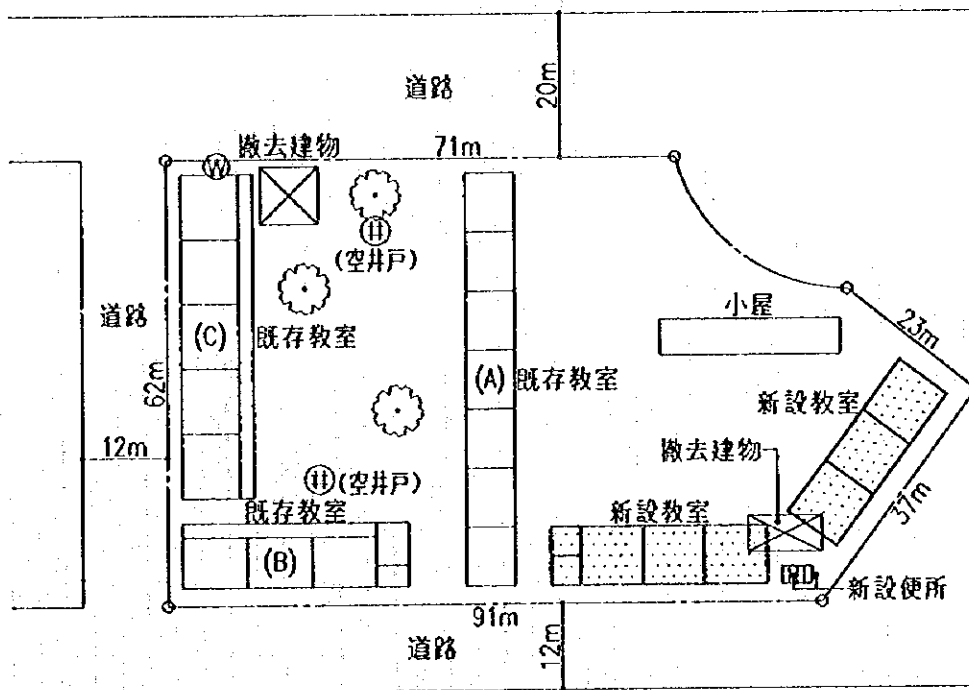 道路
20m
撤去建物
71m
W
井
(空井戸)
小屋
23m
道路
(C)
既存教室
(A)
既存教室
62m
新設教室
12m
撤去建物
井
(空井戸)
37m
既存教室
新設教室
(B)
新設便所
91m
道路
12m